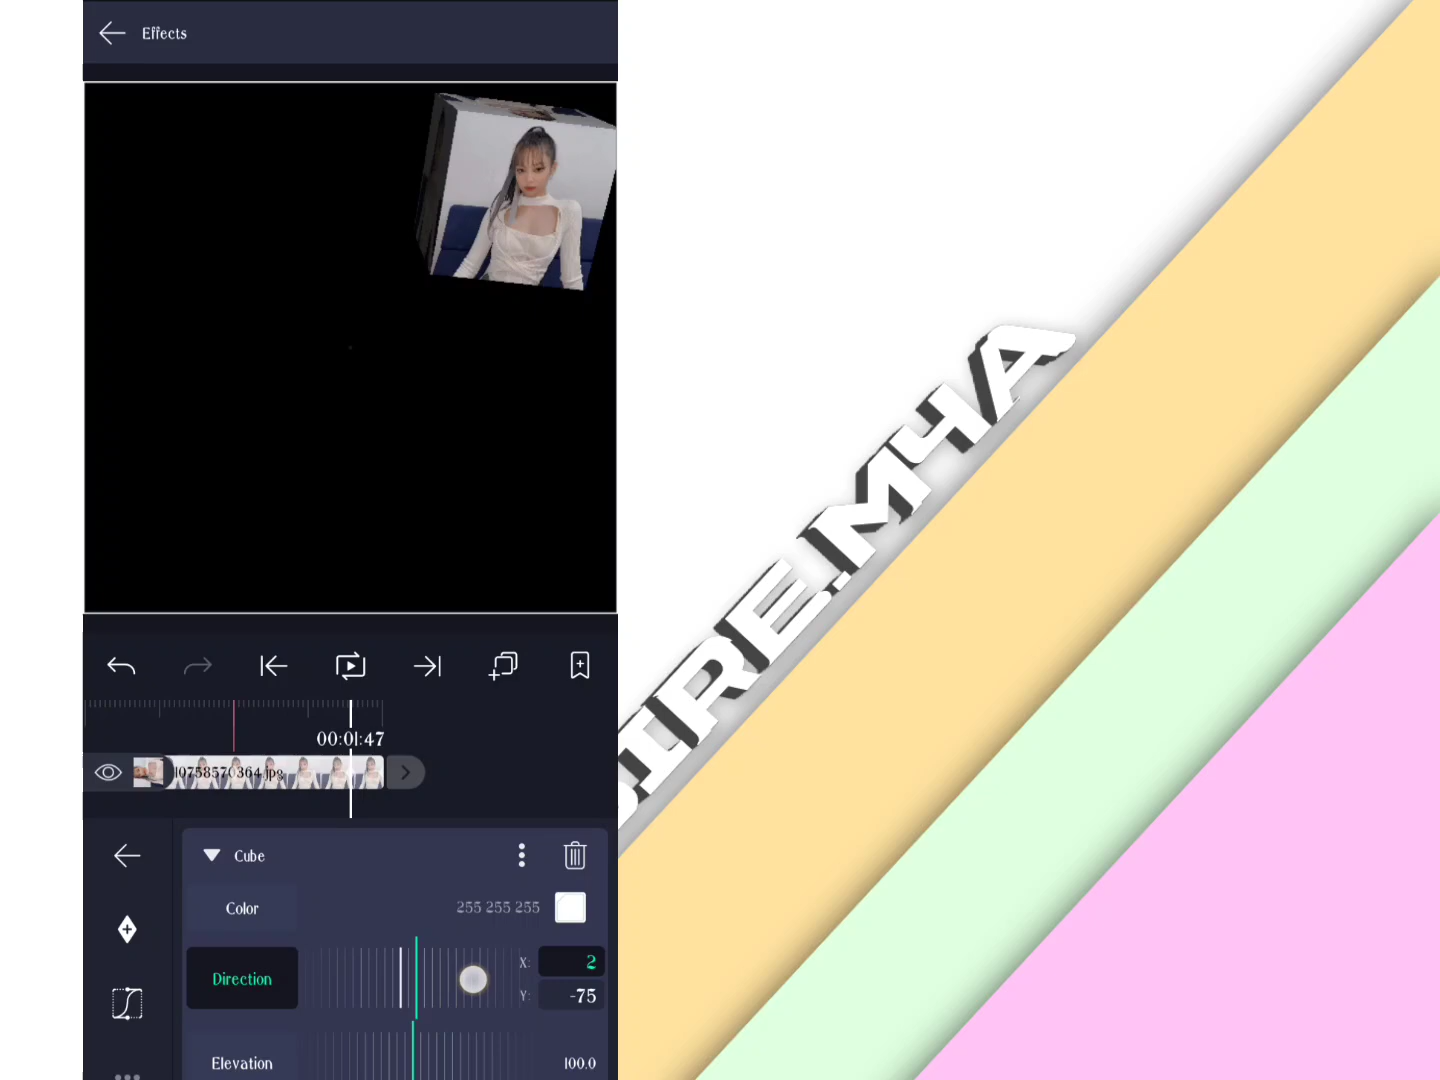 Effects
00:01:47
10758570364.jpg
Cube
Color
255 255 255
Direction
X:
2
Y:
-75
Elevation
100.0